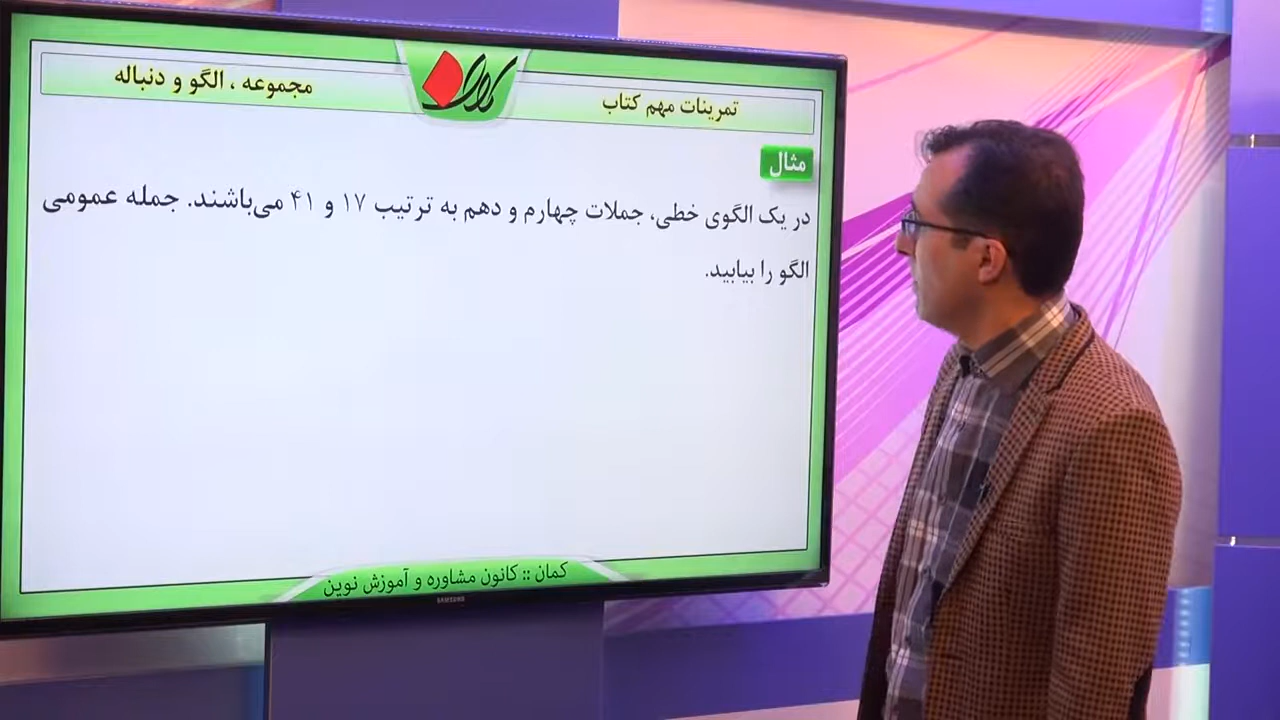 تمرینات مهم کتاب
مجموعه ، الگو و دنباله
مثال
در یک الگوی خطی، جملات چهارم و دهم به ترتیب ۱۷ و ۴۱ می‌باشند. جمله عمومی
الگو را بیابید.
کمان :: کانون مشاوره و آموزش نوین
SAMSUNG